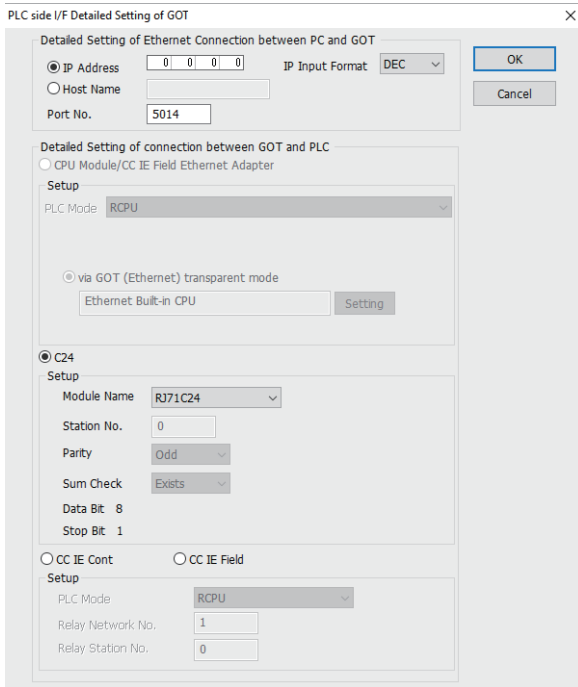 PLC side I/F Detailed Setting of GOT
Detailed Setting of Ethernet Connection between PC and GOT
IP Address 0 0 0 0 IP Input Format DEC
OK
Host Name
Cancel
Port No. 5014
Detailed Setting of connection between GOT and PLC
CPU Module/CC IE Field Ethernet Adapter
Setup
PLC Mode RCPU
via GOT (Ethernet) transparent mode
Ethernet Built-in CPU Setting
C24
Setup
Module Name RJ71C24
Station No. 0
Parity Odd
Sum Check Exists
Data Bit 8
Stop Bit 1
CC IE Cont CC IE Field
Setup
PLC Mode RCPU
Relay Network No. 1
Relay Station No. 0